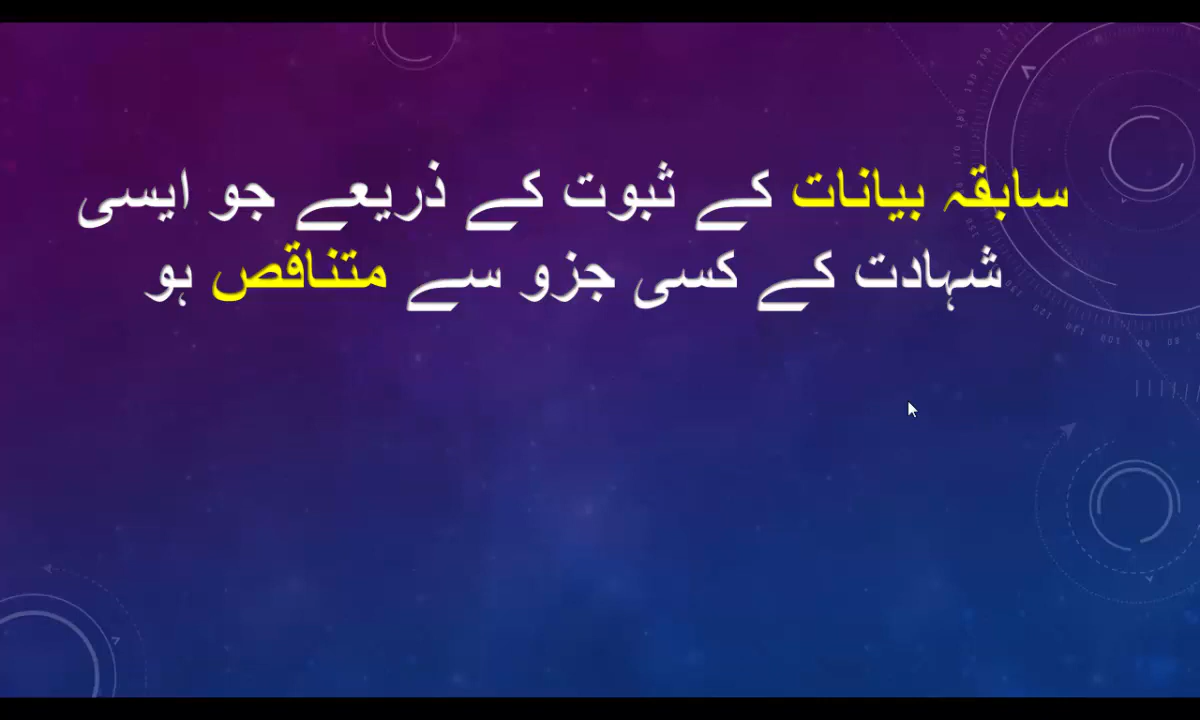 سابقہ بیانات کے ثبوت کے ذریعے جو ایسی
شہادت کے کسی جزو سے متناقص ہو